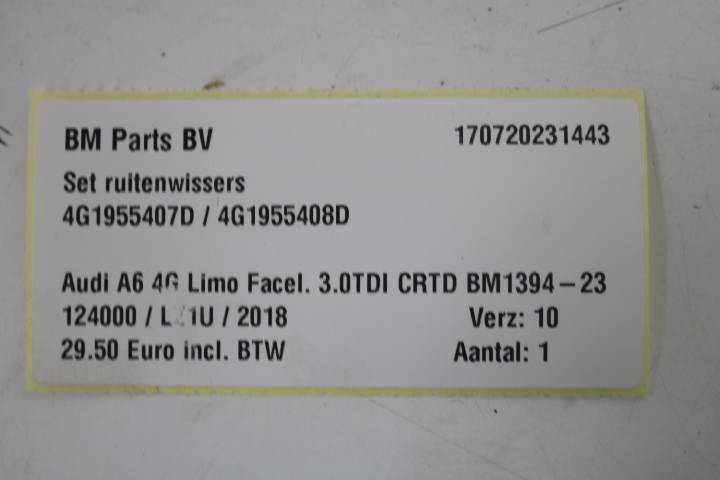 BM Parts BV 170720231443
Set ruitenwissers
4G1955407D / 4G1955408D
Audi A6 4G Limo Facel. 3.0TDI CRTD BM1394-23
124000 / / 2018 Verz: 10
29.50 Euro incl. BTW Aantal: 1